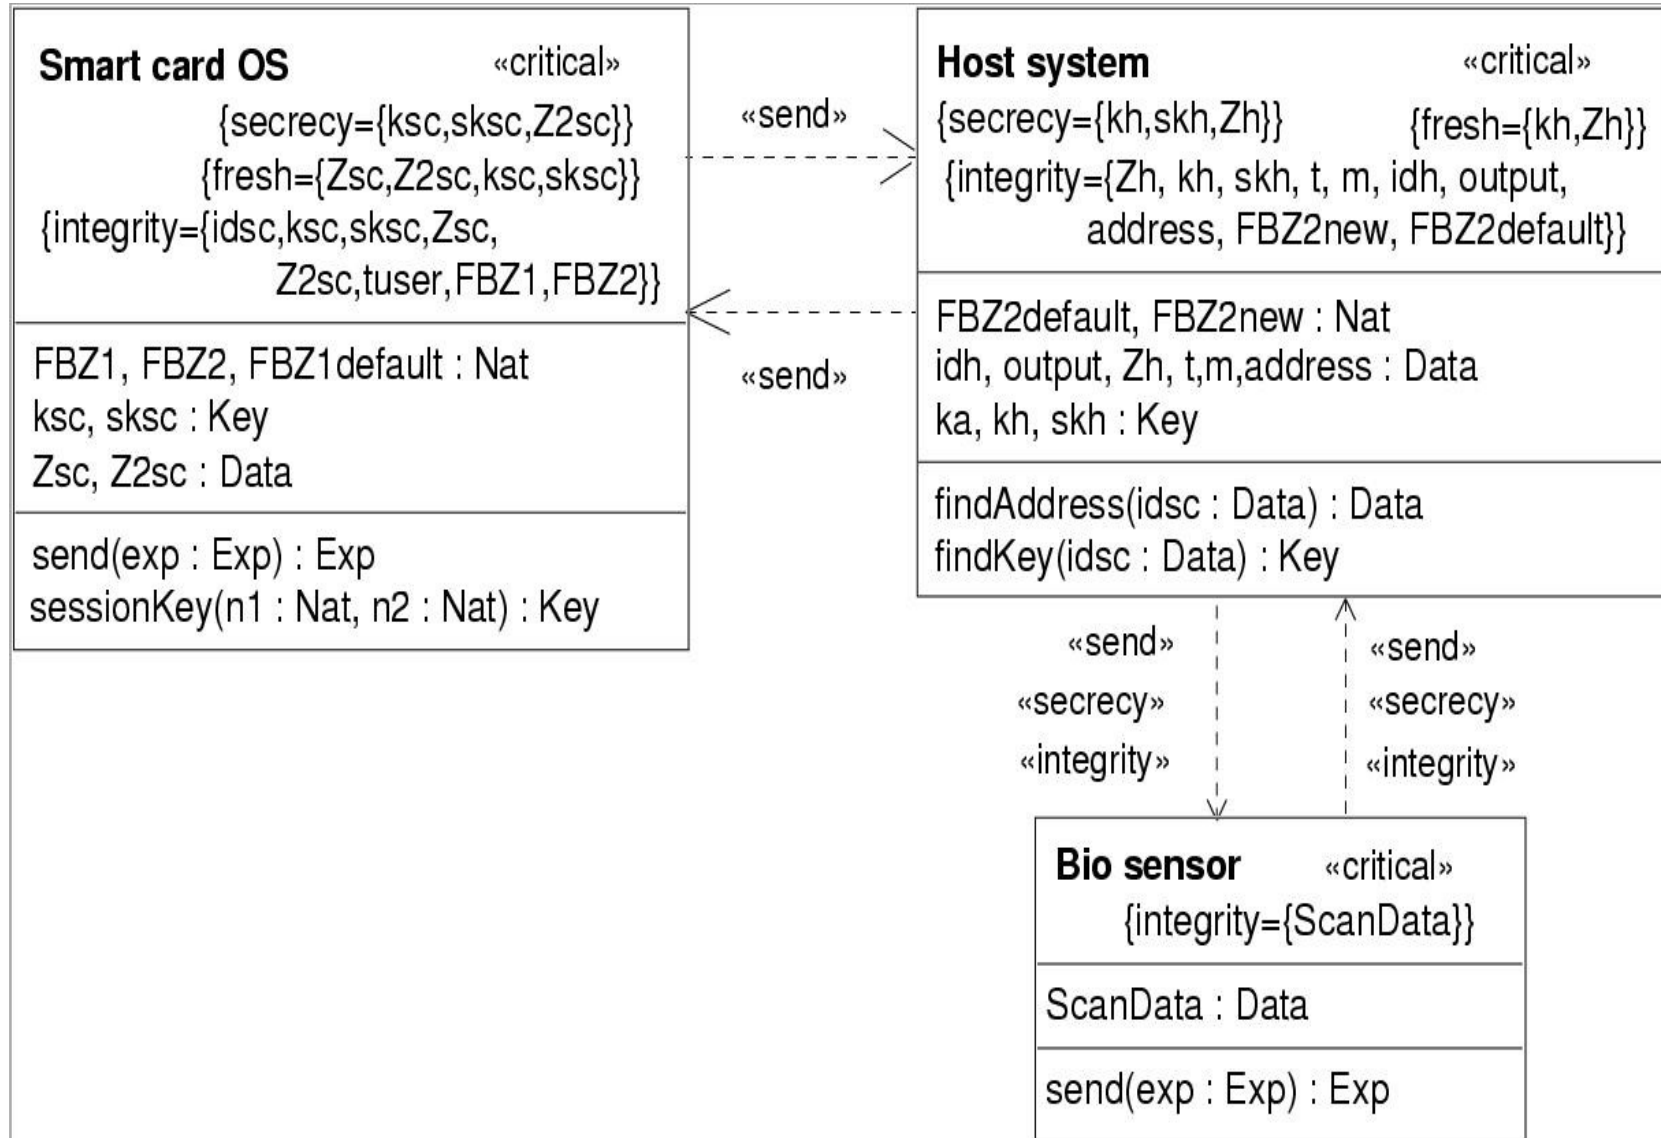 Smart card OS «critical»
{secrecy={ksc,sksc,Z2sc}}
{fresh={Zsc,Z2sc,ksc,sksc}}
{integrity={idsc,ksc,sksc,Zsc,
Z2sc,tuser,FBZ1,FBZ2}}
FBZ1, FBZ2, FBZ1default : Nat
ksc, sksc : Key
Zsc, Z2sc : Data
send(exp : Exp) : Exp
sessionKey(n1 : Nat, n2 : Nat) : Key
«send»
«send»
Host system «critical»
{secrecy={kh,skh,Zh}} {fresh={kh,Zh}}
{integrity={Zh, kh, skh, t, m, idh, output,
address, FBZ2new, FBZ2default}}
FBZ2default, FBZ2new : Nat
idh, output, Zh, t,m,address : Data
ka, kh, skh : Key
findAddress(idsc : Data) : Data
findKey(idsc : Data) : Key
«send» «send»
«secrecy» «secrecy»
«integrity» «integrity»
Bio sensor «critical»
{integrity={ScanData}}
ScanData : Data
send(exp : Exp) : Exp